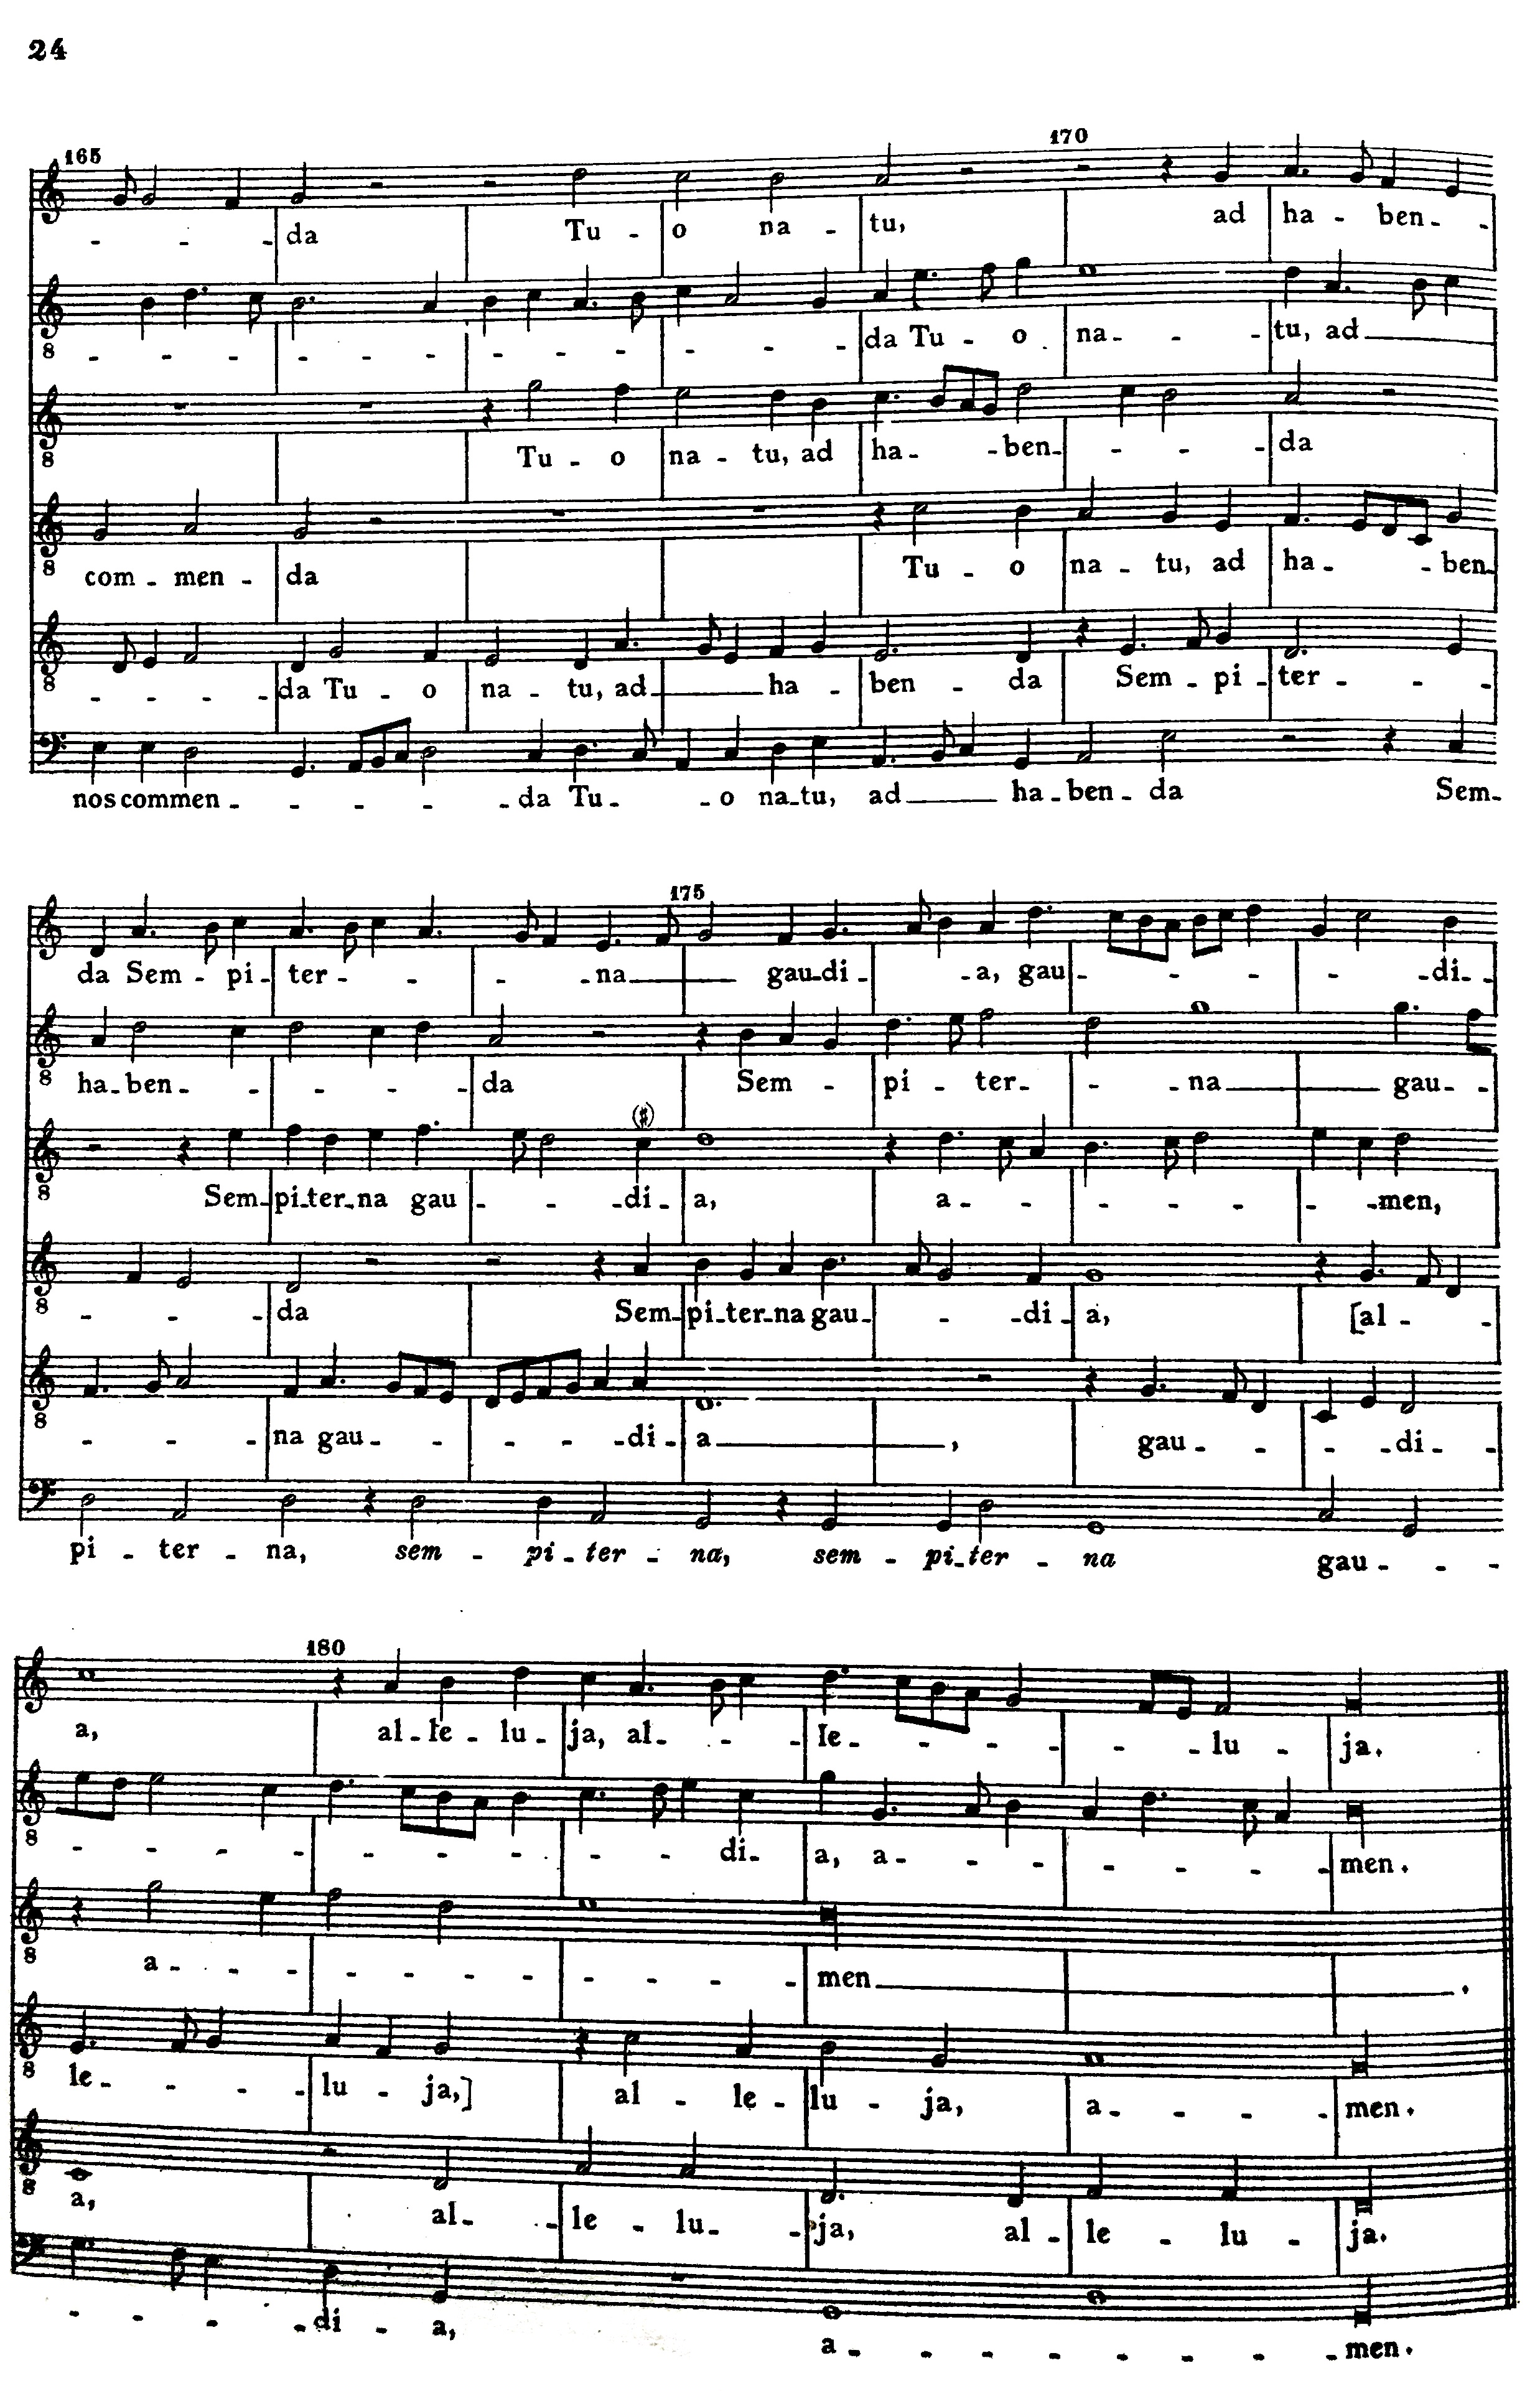 24
165 170
- - - da Tu - o na - tu, ad ha - ben - -
8
- - - - - - - - - - - da Tu - o na - - tu, ad
8
Tu - o na - tu, ad ha - - ben - - - - da
8
com - men - da Tu - o na - tu, ad ha - - ben -
8
- - - - da Tu - o na - tu, ad ha - ben - da Sem - pi - ter - - -
nos commen - - - - - - da Tu - - o na - tu, ad ha - ben - da Sem -
175
da Sem - pi - ter - - - - - na gau - di - - - a, gau - - - - - - - di -
8
ha - ben - - - - - - da Sem - pi - ter - - - na gau - -
(♯)
8
Sem - pi - ter - na gau - - - di - a, a - - - - - - - - - men,
8
- - - da Sem - pi - ter - na gau - - - di - a, [al - -
8
- - - na gau - - - - - - di - a , gau - - - - di - -
pi - ter - na, sem - pi - ter - na, sem - pi - ter - na gau - - -
180
a, al - le - lu - ja, al - - - le - - - - - - lu - ja.
8
- - - - - - - - - - - di - a, a - - - - - - - men.
8
a - - - - - - - - - - men .
8
le - - - - lu - ja,] al - le - lu - ja, a - - - - men.
8
a, al - - le - lu - - ja, al - le - lu - ja.
- - - - di - a, a - - - - - - - men.